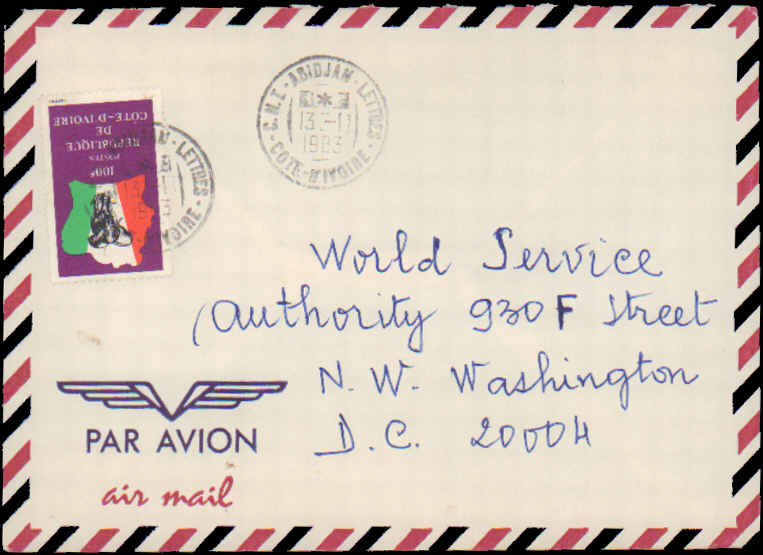 C.M.I. - ABIDJAN - LETTRES
13 - 11
1983
COTE-D'IVOIRE
100F
POSTES
REPUBLIQUE
DE
COTE-D'IVOIRE
LETTRES
World Service
Authority 930 F Street
N.W. Washington
D.C. 20004
PAR AVION
air mail